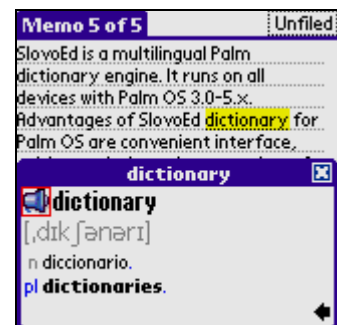 Memo 5 of 5 Unfiled
SlovoEd is a multilingual Palm
dictionary engine. It runs on all
devices with Palm OS 3.0-5.x.
Advantages of SlovoEd dictionary for
Palm OS are convenient interface,
dictionary
dictionary
[ˌdɪkʃənərɪ]
n diccionario.
pl dictionaries.